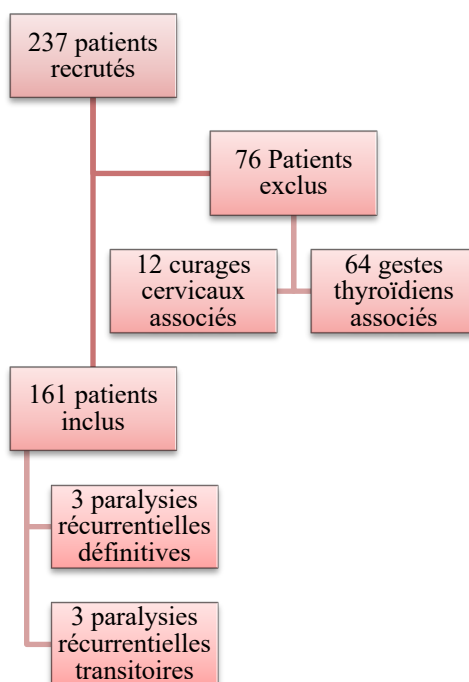 237 patients
recrutés
76 Patients
exclus
12 curages
cervicaux
associés
64 gestes
thyroïdiens
associés
161 patients
inclus
3 paralysies
récurrentielles
définitives
3 paralysies
récurrentielles
transitoires